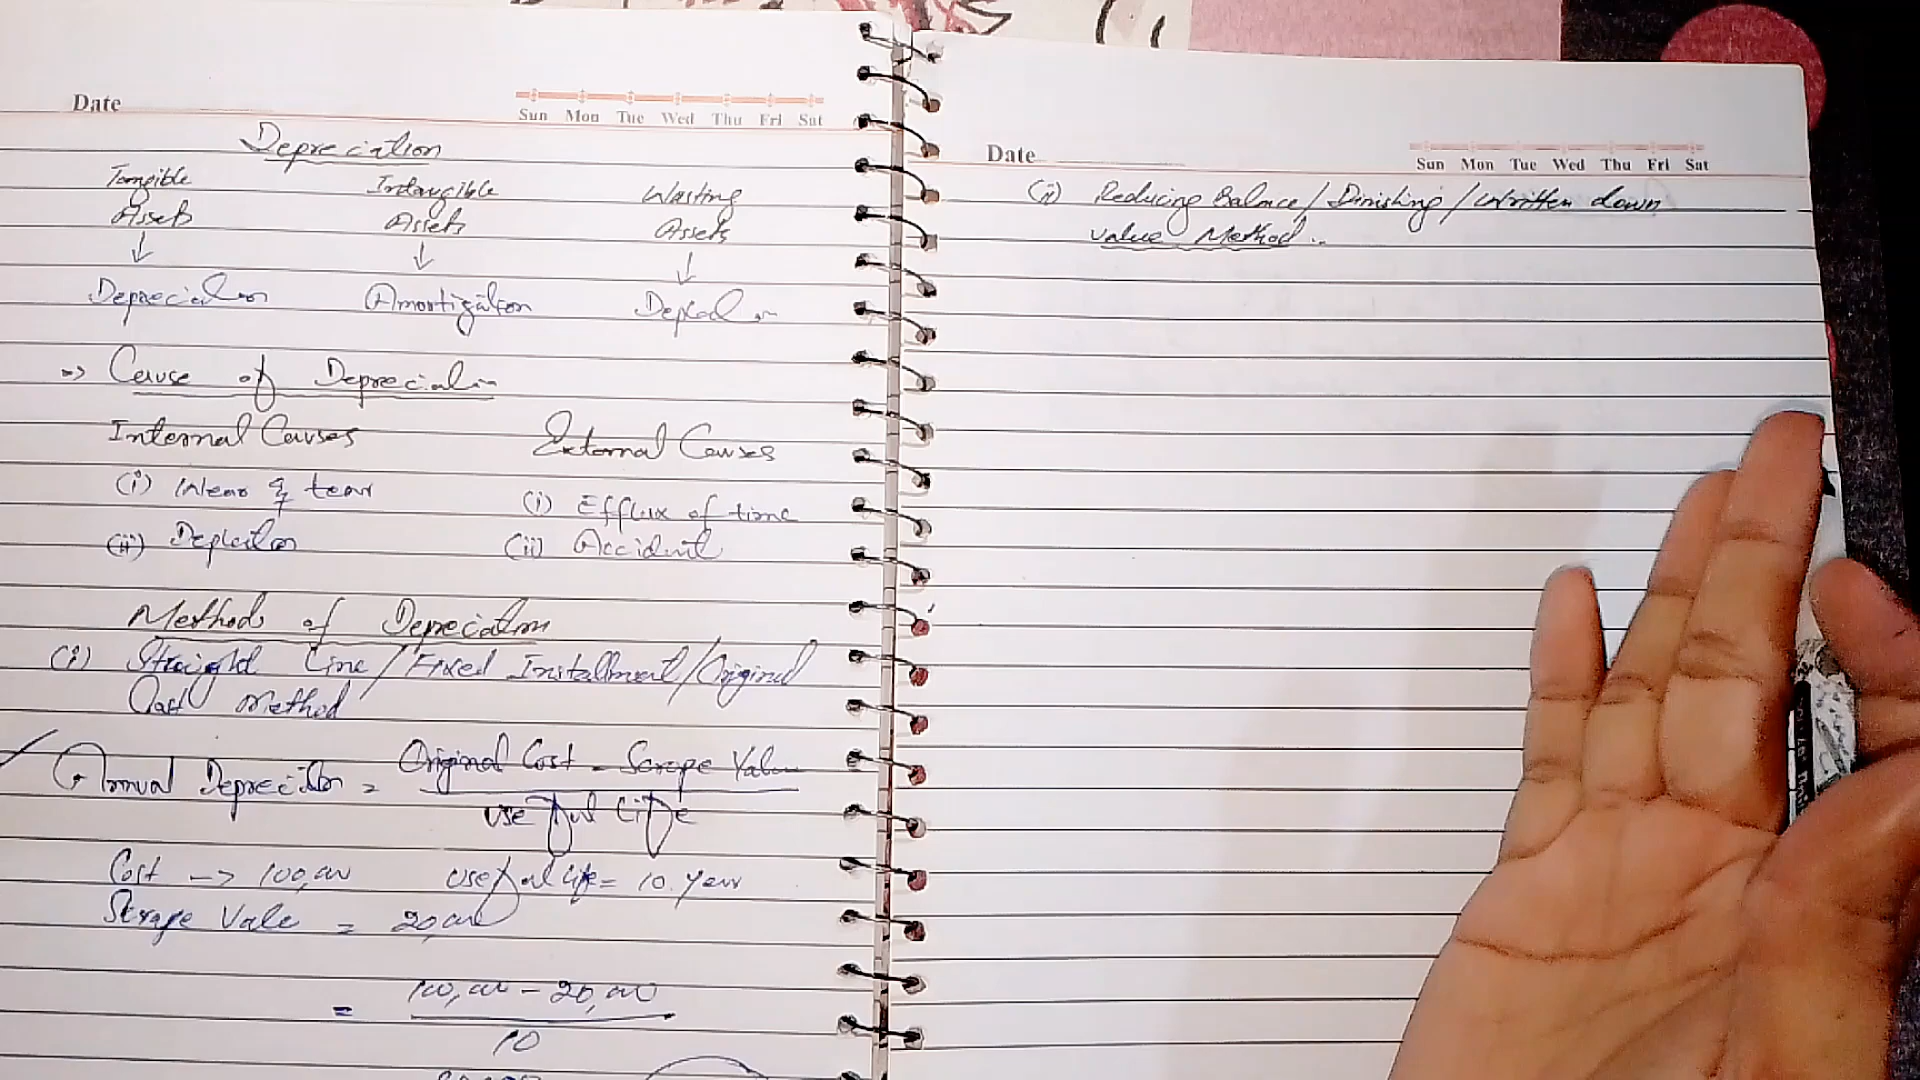 Date
Sun Mon Tue Wed Thu Fri Sat
Depreciation
Tangible Intangible Wasting
Assets Assets Assets
Depreciation Amortization Depletion
=> Cause of Depreciation
Internal Causes External Causes
(i) Wear & tear (i) Efflux of time
(ii) Depletion (ii) Accident
Methods of Depreciation
(i) Straight Line/Fixed Installment/Original
Cost Method
Annual Depreciation = Original Cost - Scrape Value
useful life
Cost -> 100,000 useful life = 10 year
Scrape Vale = 20,000
= 100,000 - 20,000
10
Date
Sun Mon Tue Wed Thu Fri Sat
(ii) Reducing Balance/Dinishing/Written down
value Method..